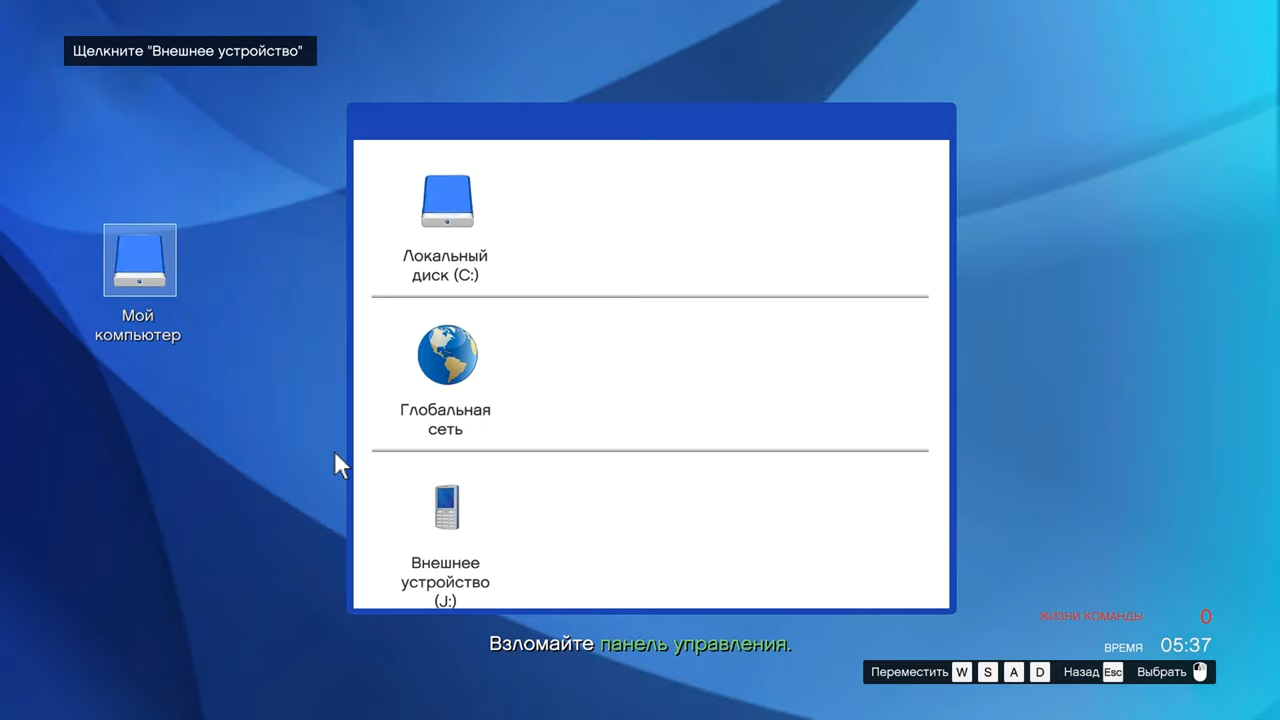 Щелкните "Внешнее устройство"
Локальный
диск (C:)
Мой
компьютер
Глобальная
сеть
Внешнее
устройство
(J:)
Взломайте панель управления.
ЖИЗНИ КОМАНДЫ 0
ВРЕМЯ 05:37
Переместить W S A D Назад Esc Выбрать